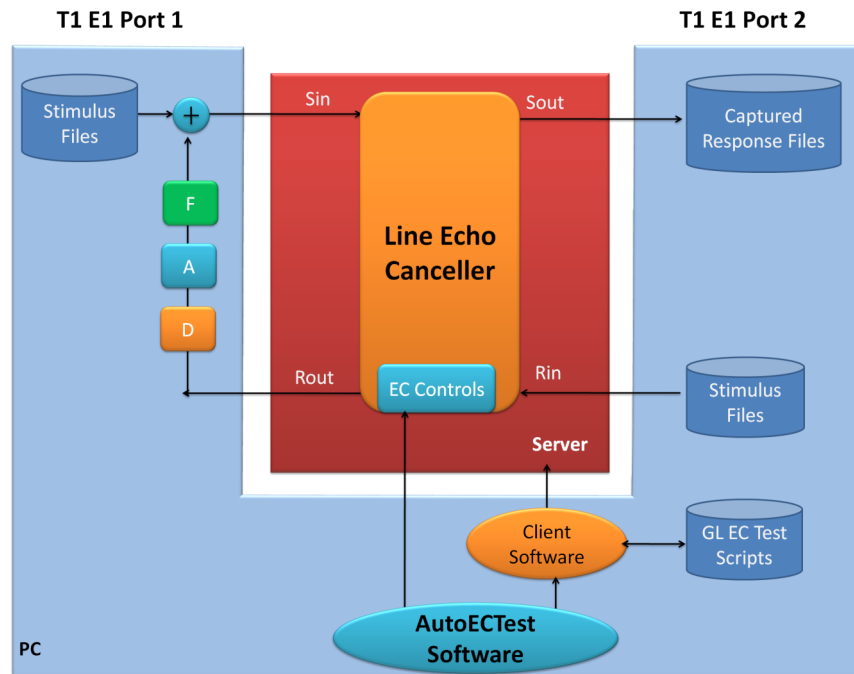 T1 E1 Port 1
T1 E1 Port 2
Stimulus
Files
+
Sin
Sout
Captured
Response Files
F
A
D
Line Echo
Canceller
Rout
EC Controls
Rin
Stimulus
Files
Server
Client
Software
GL EC Test
Scripts
AutoECTest
Software
PC